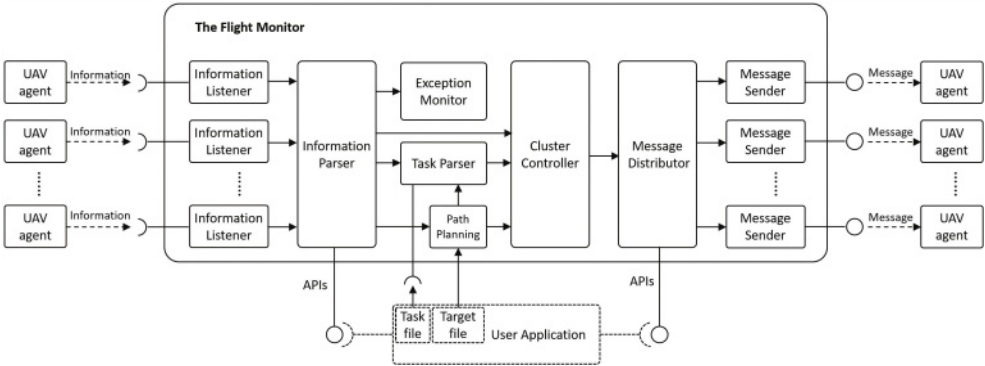 The Flight Monitor
UAV
agent
Information
Information
Listener
UAV
agent
Information
Information
Listener
UAV
agent
Information
Information
Listener
Information
Parser
Exception
Monitor
Task Parser
Path
Planning
Cluster
Controller
Message
Distributor
Message
Sender
Message
UAV
agent
Message
Sender
Message
UAV
agent
Message
Sender
Message
UAV
agent
APIs
APIs
Task
file
Target
file
User Application